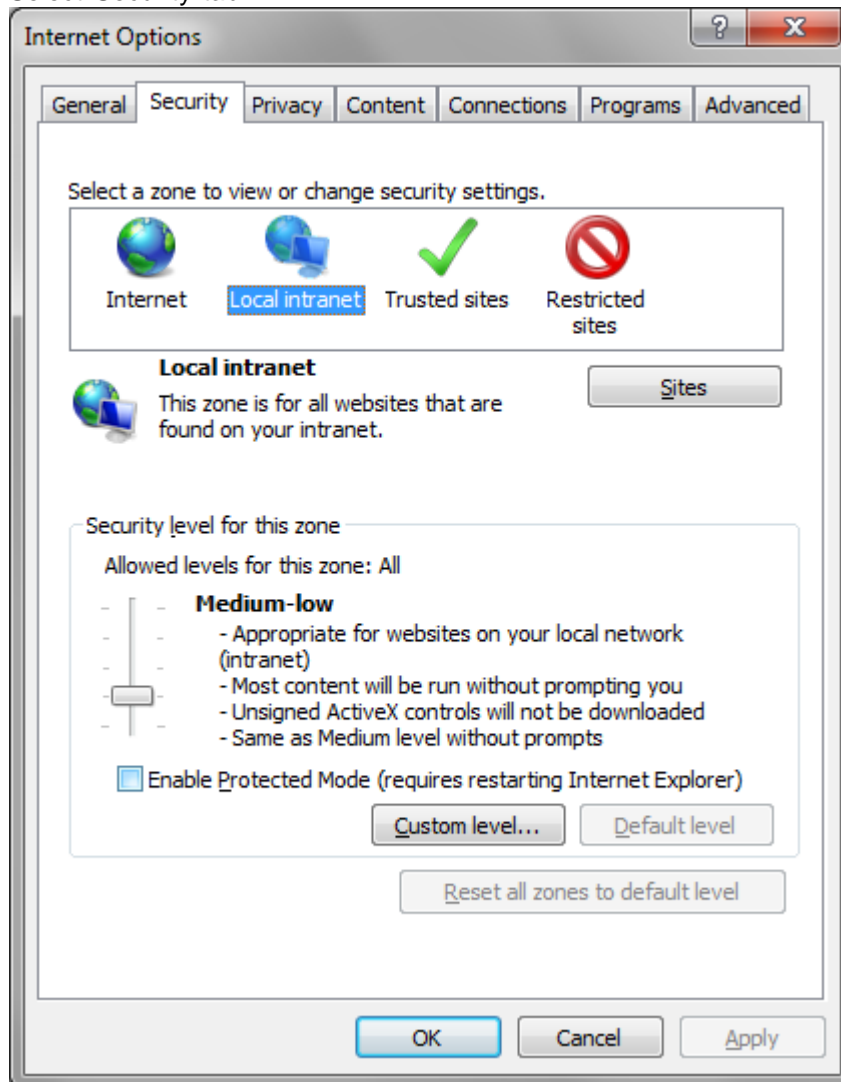 Internet Options
General Security Privacy Content Connections Programs Advanced
Select a zone to view or change security settings.
Internet Local intranet Trusted sites Restricted
sites
Local intranet
Sites
This zone is for all websites that are
found on your intranet.
Security level for this zone
Allowed levels for this zone: All
Medium-low
- Appropriate for websites on your local network
(intranet)
- Most content will be run without prompting you
- Unsigned ActiveX controls will not be downloaded
- Same as Medium level without prompts
Enable Protected Mode (requires restarting Internet Explorer)
Custom level... Default level
Reset all zones to default level
OK Cancel Apply